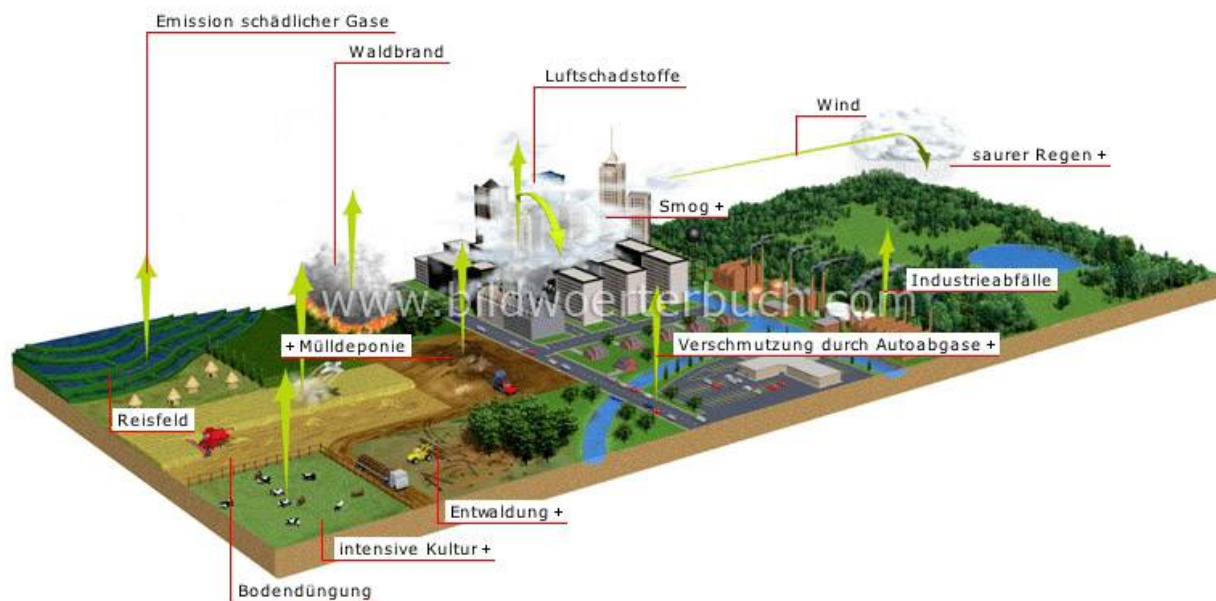 Emission schädlicher Gase
Waldbrand
Luftschadstoffe
Wind
saurer Regen +
Smog +
www.bildwoerterbuch.com
Industrieabfälle
+ Mülldeponie
Verschmutzung durch Autoabgase +
Reisfeld
Entwaldung +
intensive Kultur +
Bodendüngung